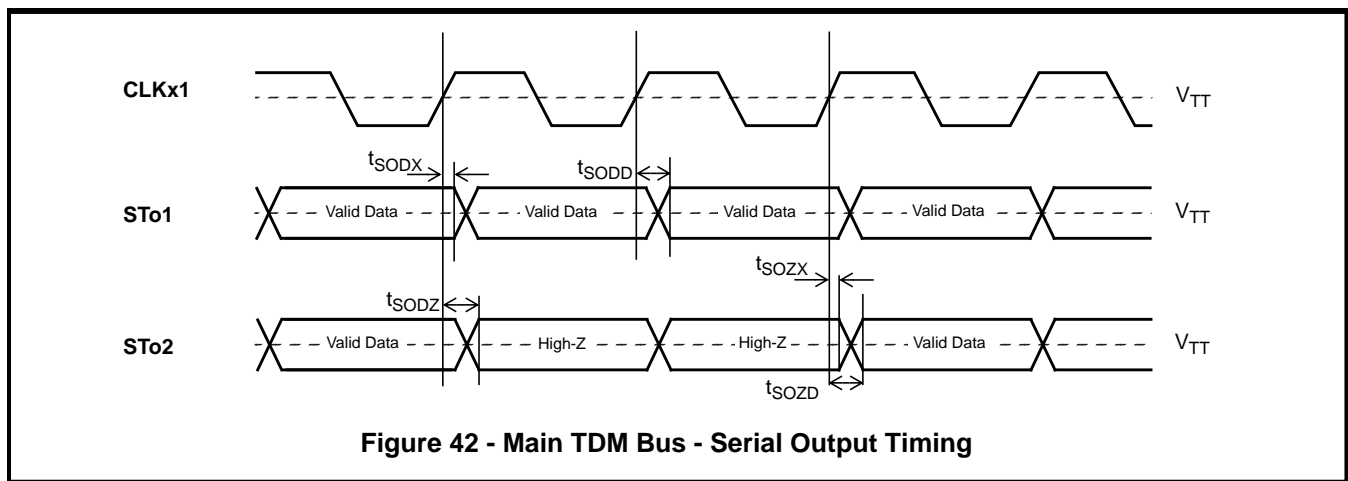 CLKx1
VTT
tSODX
tSODD
STo1
Valid Data
Valid Data
Valid Data
Valid Data
VTT
tSOZX
tSODZ
STo2
Valid Data
High-Z
High-Z
Valid Data
VTT
tSOZD
Figure 42 - Main TDM Bus - Serial Output Timing